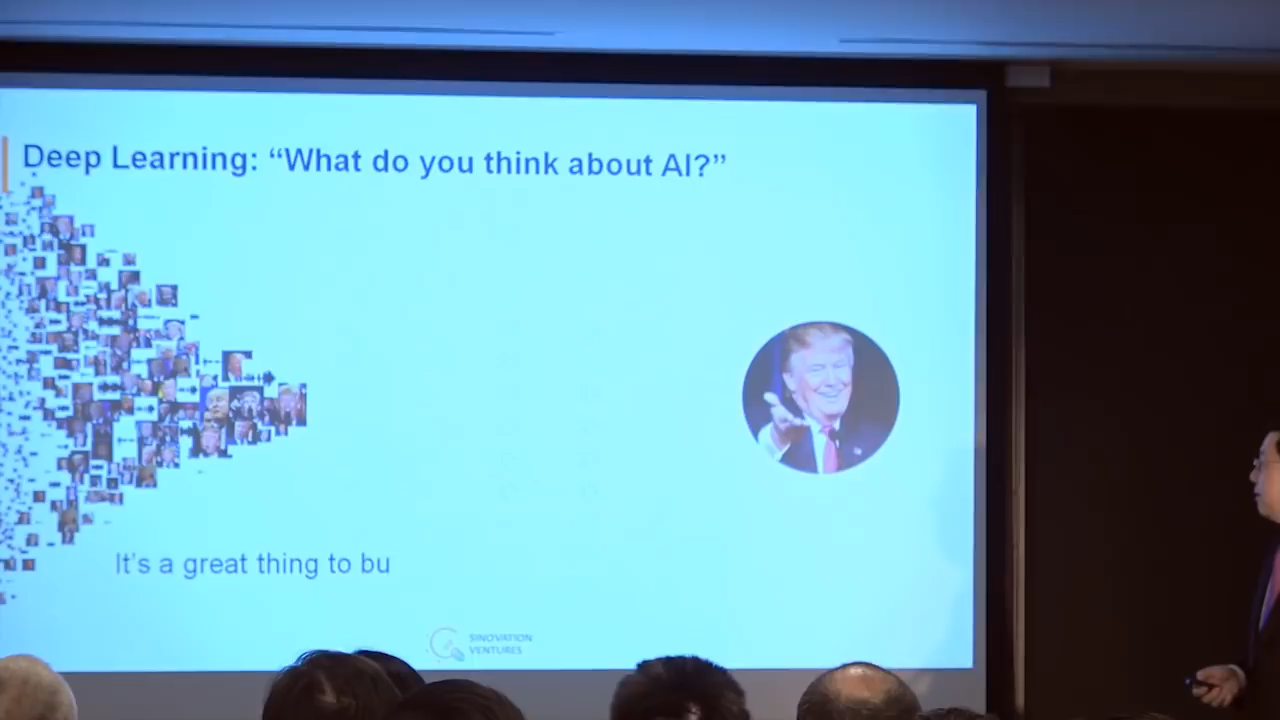 Deep Learning: “What do you think about AI?”
It's a great thing to bu
SINOVATION
VENTURES